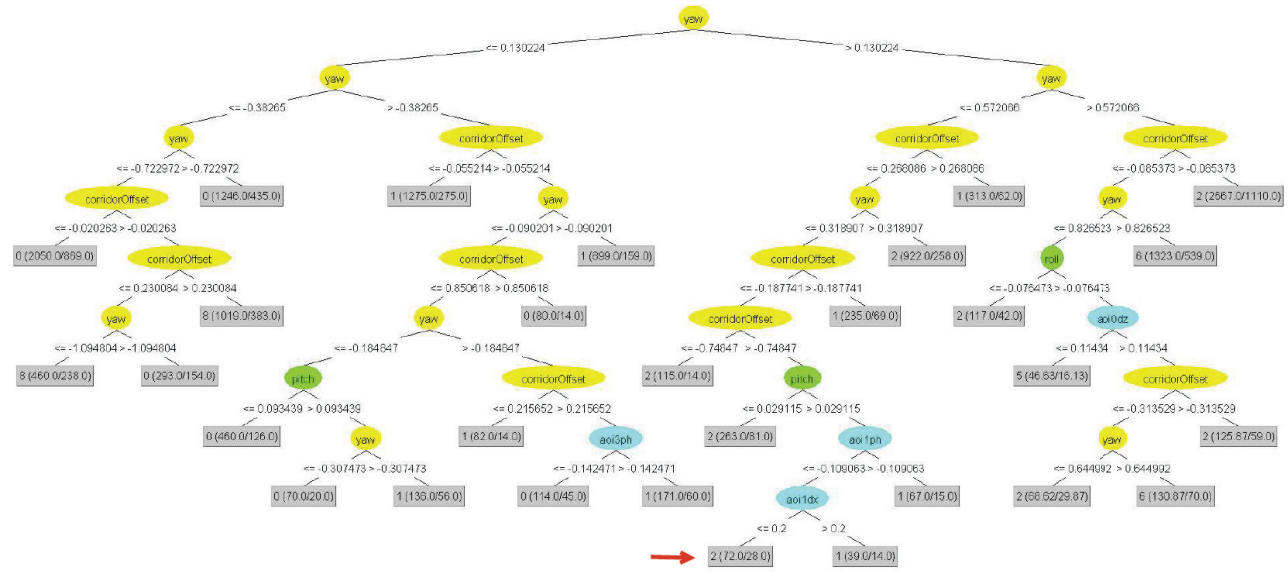 yaw
<= 0.130224 > 0.130224
yaw yaw
<= -0.38265 > -0.38265 <= 0.572066 > 0.572066
yaw corridorOffset corridorOffset corridorOffset
<= -0.722972 > -0.722972 <= -0.055214 > -0.055214 <= 0.268086 > 0.268066 <= -0.085373 > -0.085373
corridorOffset 0 (1246.0/435.0) 1 (1275.0/275.0) yaw yaw 1 (313.0/62.0) yaw 2 (2667.0/1110.0)
<= -0.020263 > -0.020263 <= -0.090201 > -0.090201 <= 0.318907 > 0.318907 <= 0.826523 > 0.826523
0 (2050.0/869.0) corridorOffset corridorOffset 1 (899.0/159.0) corridorOffset 2 (922.0/258.0) roll 6 (1323.0/539.0)
<= 0.230084 > 0.230084 <= 0.850618 > 0.850618 <= -0.187741 > -0.187741 <= -0.076473 > -0.076473
yaw 8 (1019.0/383.0) yaw 0 (80.0/14.0) corridorOffset 1 (235.0/69.0) 2 (117.0/42.0) aoi0dz
<= -1.094804 > -1.094804 <= -0.184847 > -0.184847 <= -0.74847 > -0.74847 <= 0.11434 > 0.11434
8 (460.0/238.0) 0 (293.0/154.0) pitch corridorOffset 2 (115.0/14.0) pitch 5 (46.63/16.13) corridorOffset
<= 0.093439 > 0.093439 <= 0.215652 > 0.215652 <= 0.029115 > 0.029115 <= -0.313529 > -0.313529
0 (460.0/126.0) yaw 1 (82.0/14.0) aoi3ph 2 (263.0/81.0) aoi1ph yaw 2 (125.87/59.0)
<= -0.307473 > -0.307473 <= -0.142471 > -0.142471 <= -0.109063 > -0.109063 <= 0.644992 > 0.644992
0 (70.0/20.0) 1 (136.0/56.0) 0 (114.0/45.0) 1 (171.0/60.0) aoi1dx 1 (67.0/15.0) 2 (68.62/29.87) 6 (130.87/70.0)
<= 0.2 > 0.2
2 (72.0/28.0) 1 (39.0/14.0)